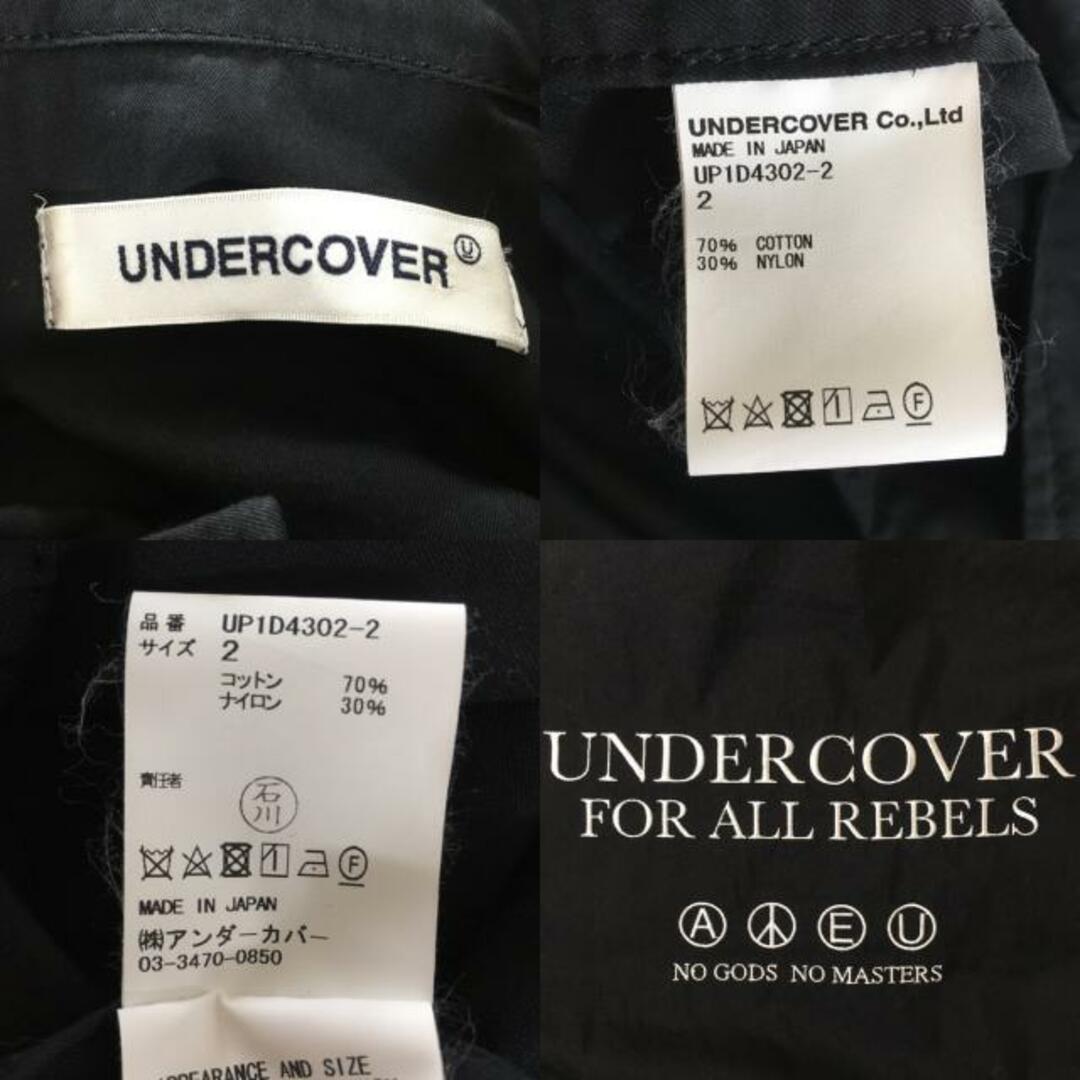 UNDERCOVER Ⓤ
UNDERCOVER Co.,Ltd
MADE IN JAPAN
UP1D4302-2
2
70% COTTON
30% NYLON
F
品番 UP1D4302-2
サイズ 2
コットン 70%
ナイロン 30%
責任者
石川
F
MADE IN JAPAN
㈱アンダーカバー
03-3470-0850
APPEARANCE AND SIZE
UNDERCOVER
FOR ALL REBELS
A E U
NO GODS NO MASTERS